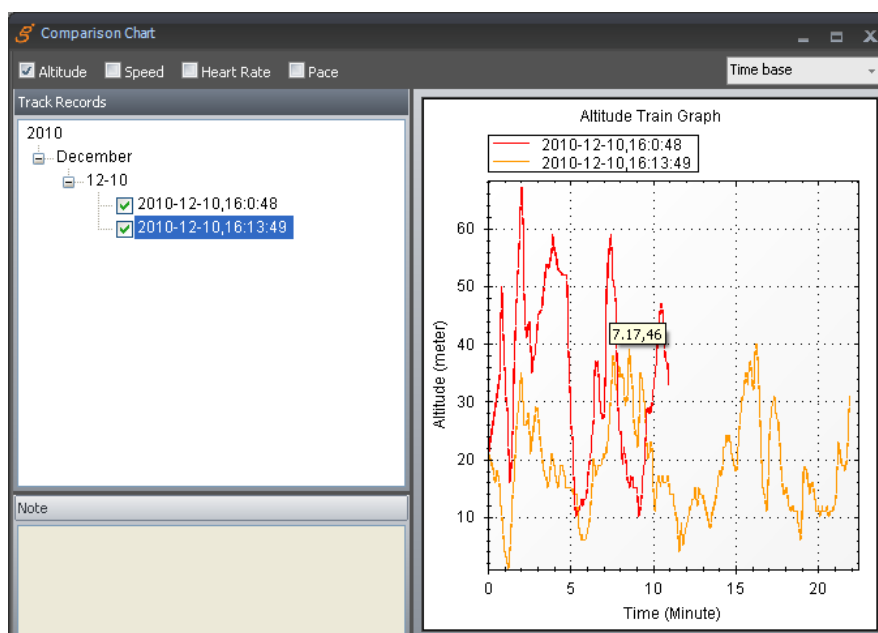 Comparison Chart
Altitude Speed Heart Rate Pace Time base
Track Records
2010
December
12-10
2010-12-10,16:0:48
2010-12-10,16:13:49
Note
Altitude Train Graph
2010-12-10,16:0:48
2010-12-10,16:13:49
Altitude (meter)
60
50
40
30
20
10
7.17,46
0 5 10 15 20
Time (Minute)